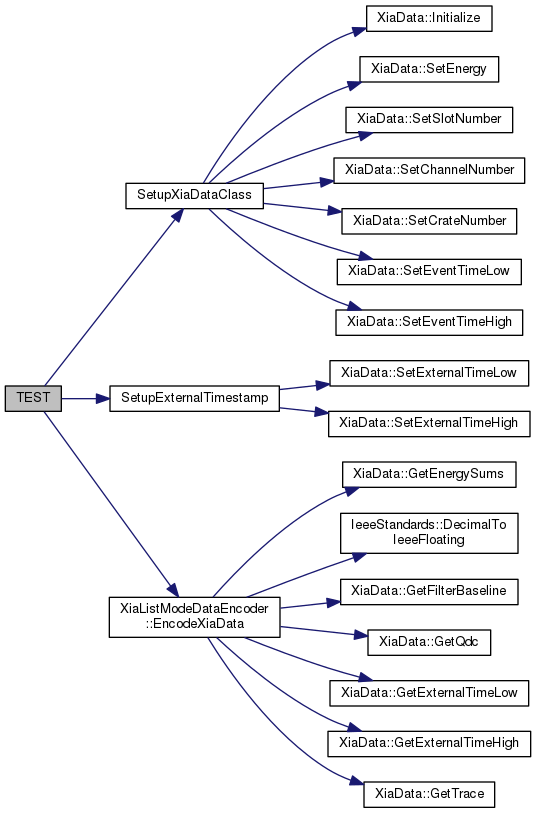 XiaData::Initialize
XiaData::SetEnergy
XiaData::SetSlotNumber
XiaData::SetChannelNumber
SetupXiaDataClass
XiaData::SetCrateNumber
XiaData::SetEventTimeLow
XiaData::SetEventTimeHigh
TEST
SetupExternalTimestamp
XiaData::SetExternalTimeLow
XiaData::SetExternalTimeHigh
XiaData::GetEnergySums
IeeeStandards::DecimalTo
IeeeFloating
XiaData::GetFilterBaseline
XiaListModeDataEncoder
::EncodeXiaData
XiaData::GetQdc
XiaData::GetExternalTimeLow
XiaData::GetExternalTimeHigh
XiaData::GetTrace